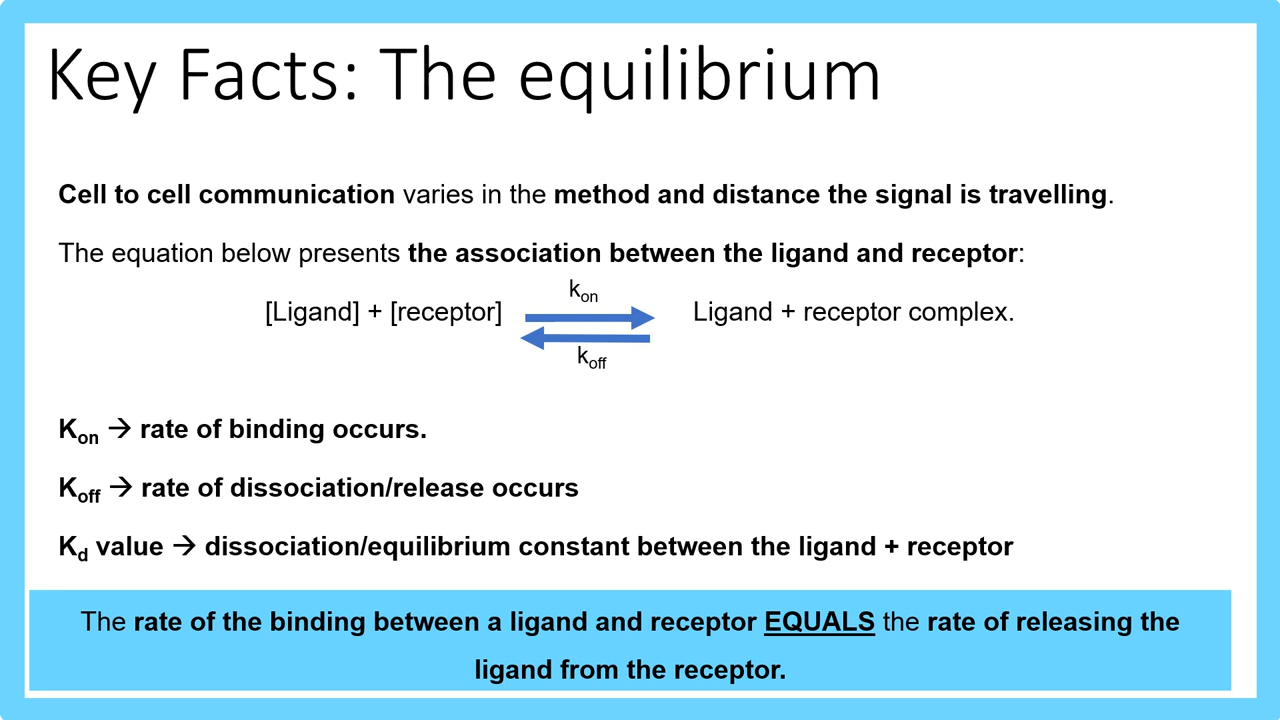 Key Facts: The equilibrium
Cell to cell communication varies in the method and distance the signal is travelling.
The equation below presents the association between the ligand and receptor:
kon
[Ligand] + [receptor] Ligand + receptor complex.
koff
Kon → rate of binding occurs.
Koff → rate of dissociation/release occurs
Kd value → dissociation/equilibrium constant between the ligand + receptor
The rate of the binding between a ligand and receptor EQUALS the rate of releasing the
ligand from the receptor.